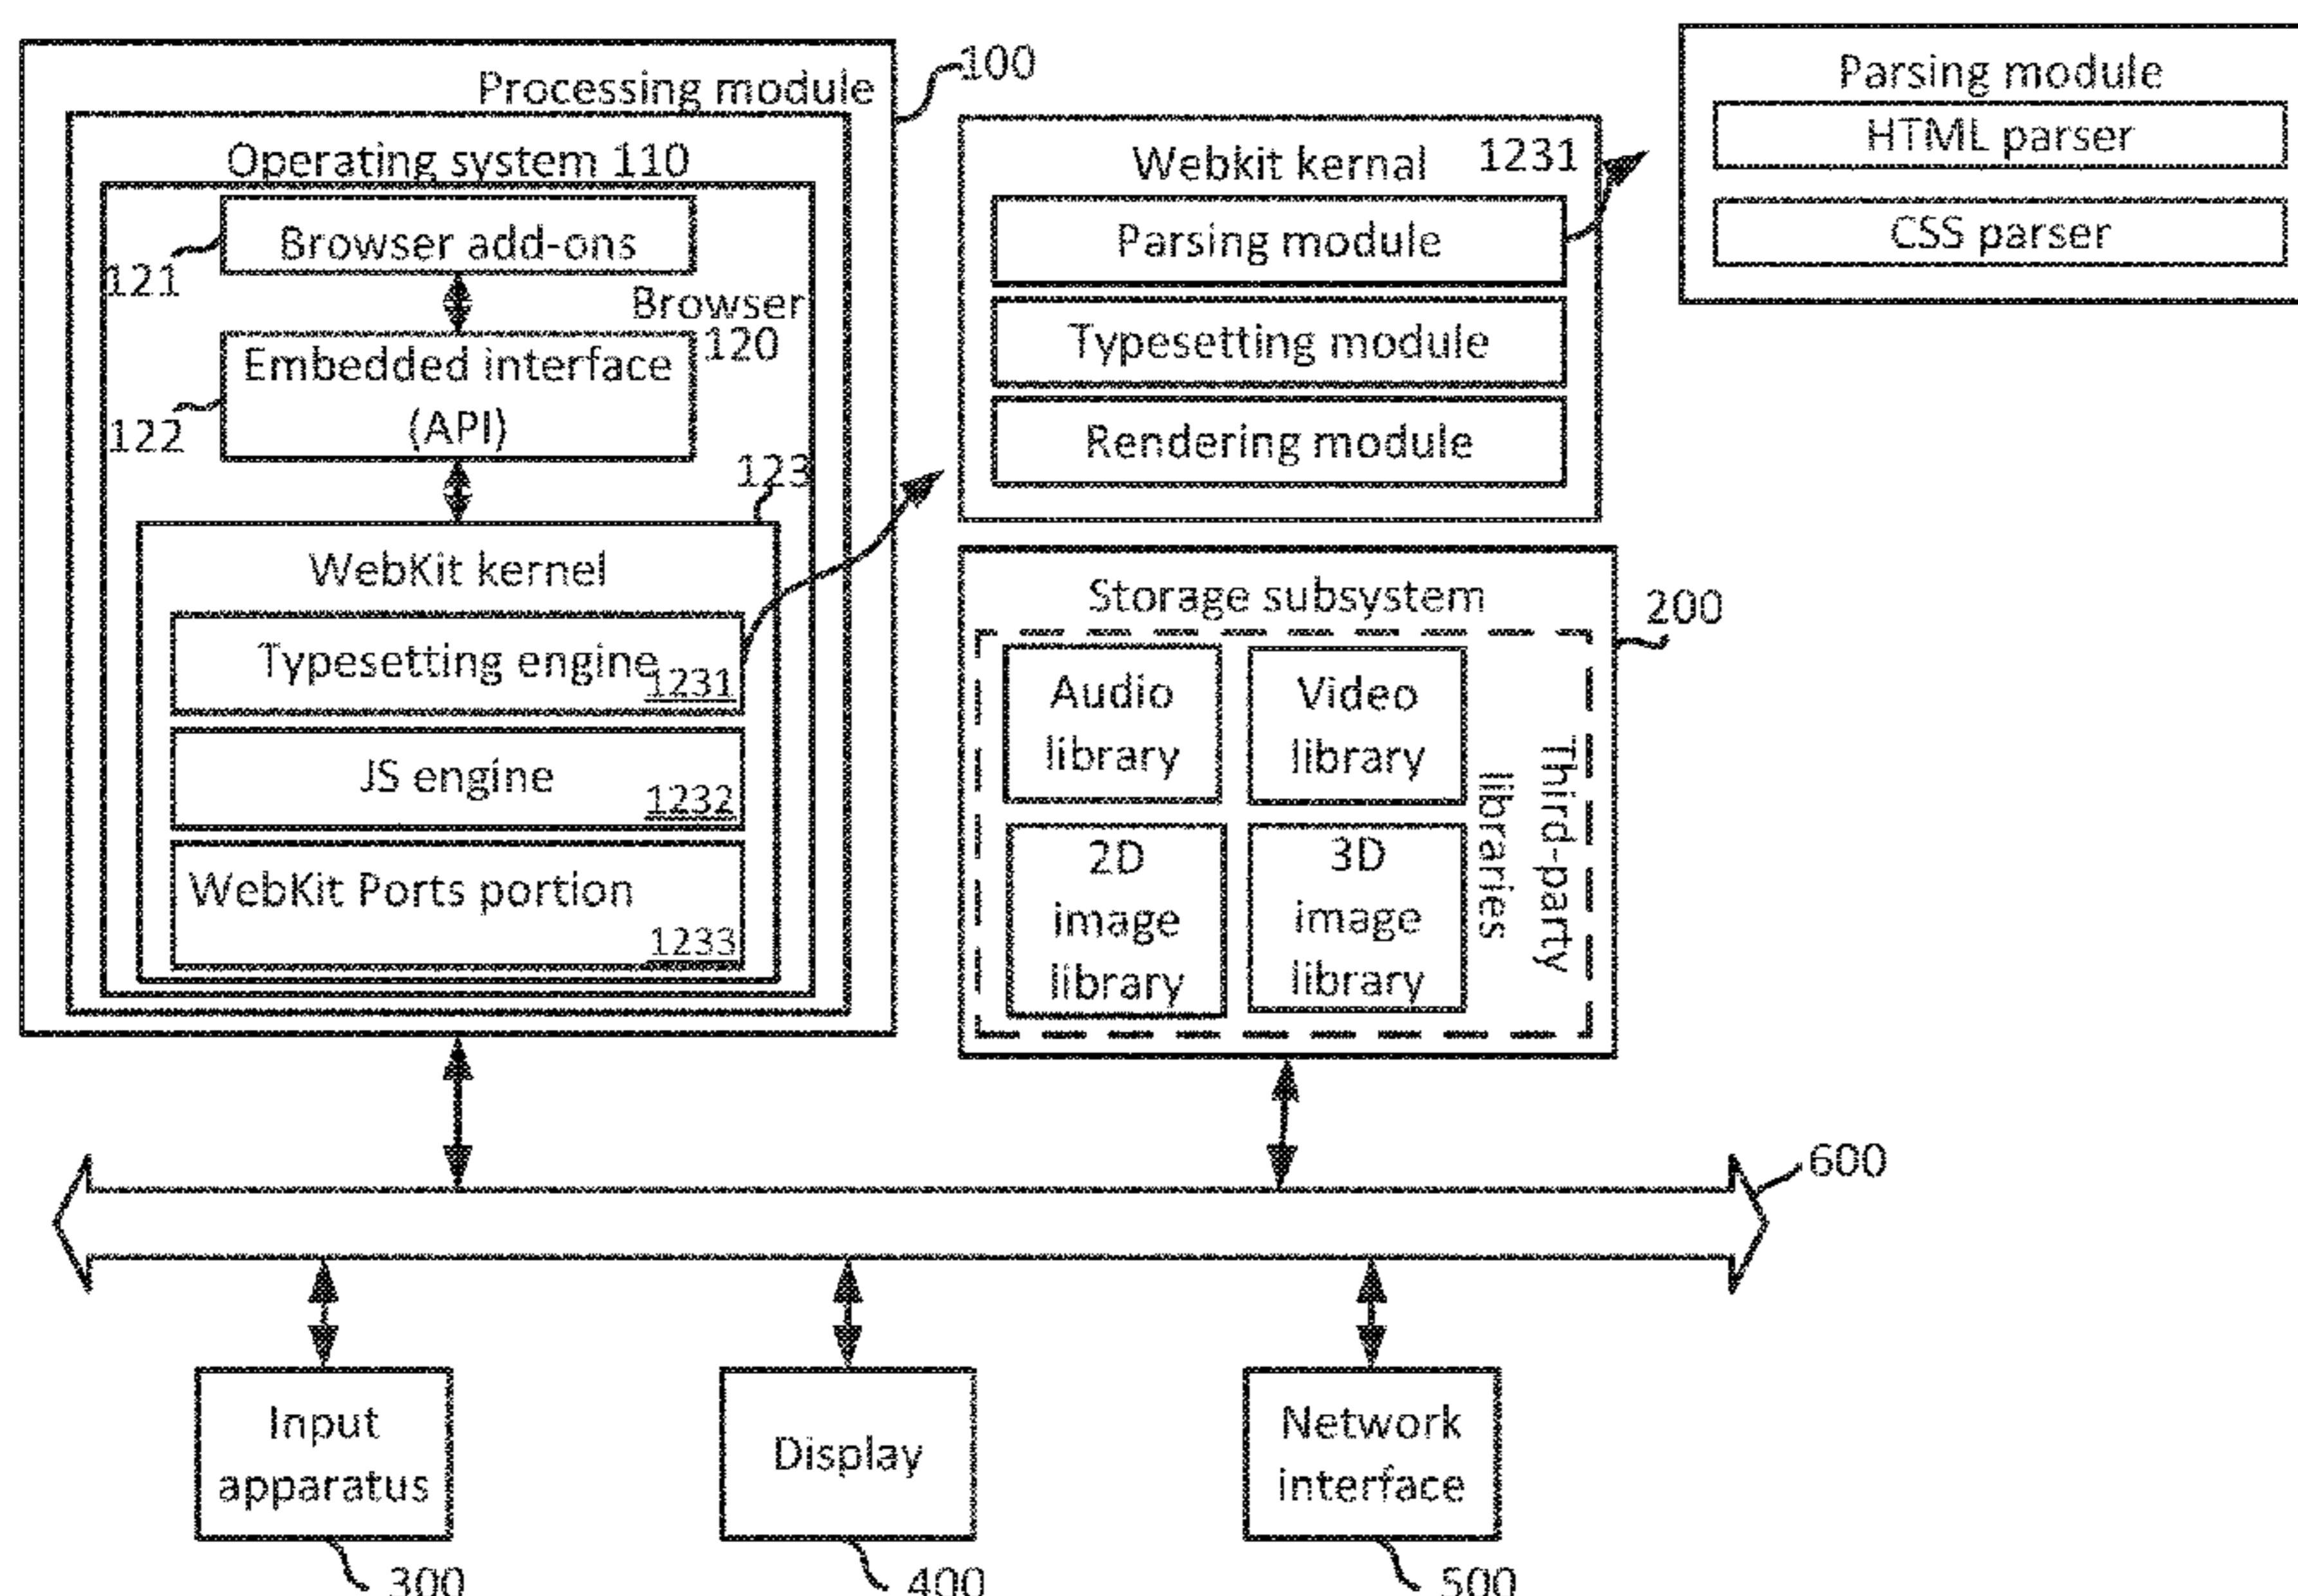 Processing module
100
Operating system 110
Browser add-ons
121
Browser
120
Embedded interface
(API)
122
123
WebKit kernel
Typesetting engine
1231
JS engine
1232
WebKit Ports portion
1233
Webkit kernal
1231
Parsing module
Typesetting module
Rendering module
Parsing module
HTML parser
CSS parser
Storage subsystem
200
Audio
library
Video
library
2D
image
library
3D
image
library
Third-party
libraries
600
Input
apparatus
300
Display
400
Network
interface
500